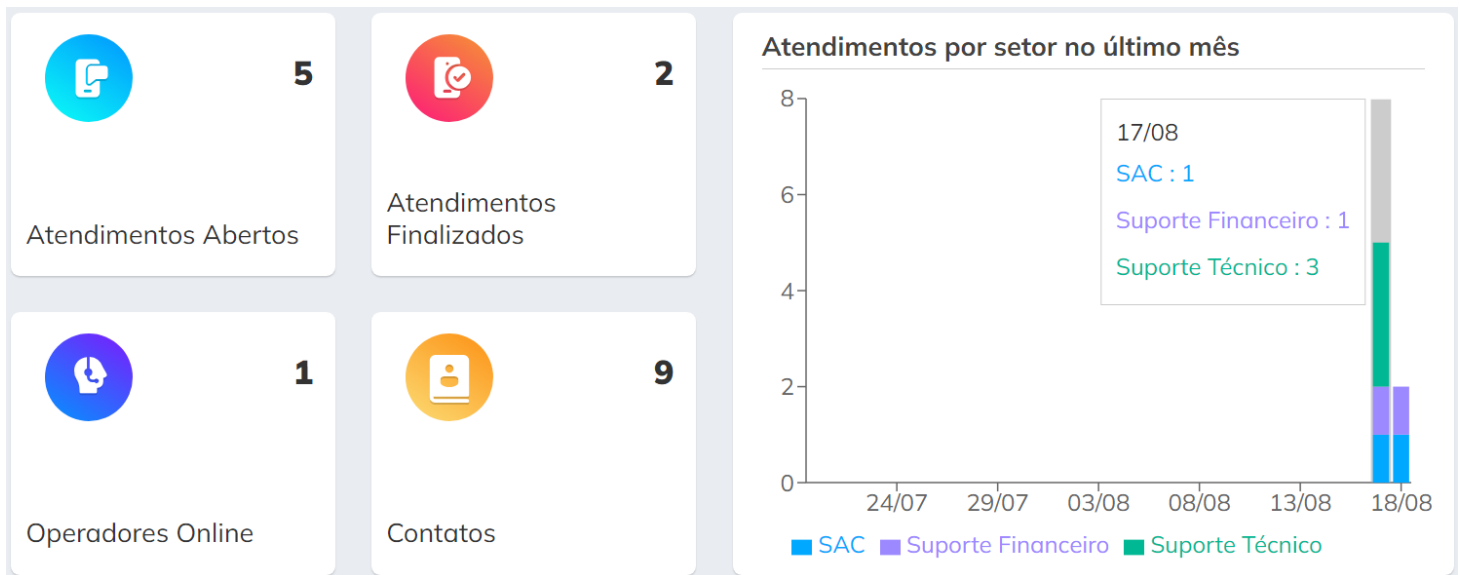 5
Atendimentos Abertos
2
Atendimentos
Finalizados
1
Operadores Online
9
Contatos
Atendimentos por setor no último mês
8
6
4
2
0
17/08
SAC : 1
Suporte Financeiro : 1
Suporte Técnico : 3
24/07 29/07 03/08 08/08 13/08 18/08
SAC Suporte Financeiro Suporte Técnico